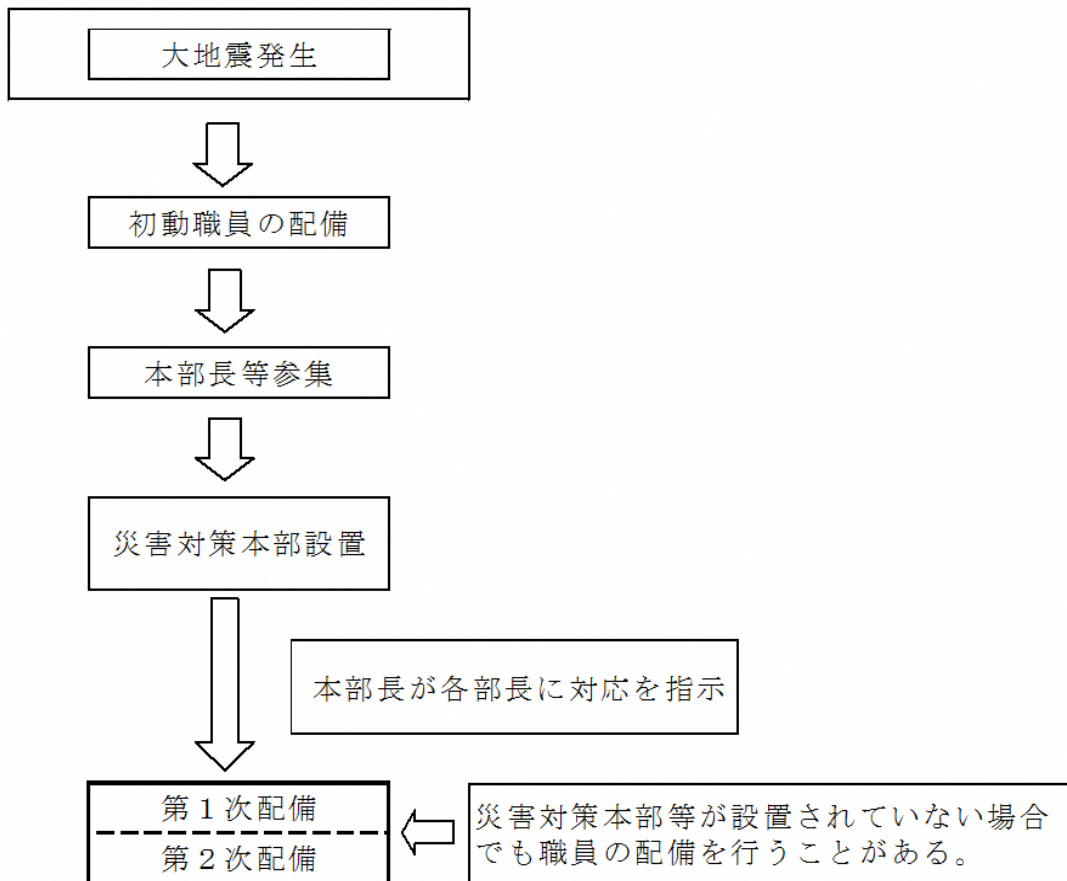 大地震発生
初動職員の配備
本部長等参集
災害対策本部設置
本部長が各部長に対応を指示
第１次配備
第２次配備
災害対策本部等が設置されていない場合
でも職員の配備を行うことがある。